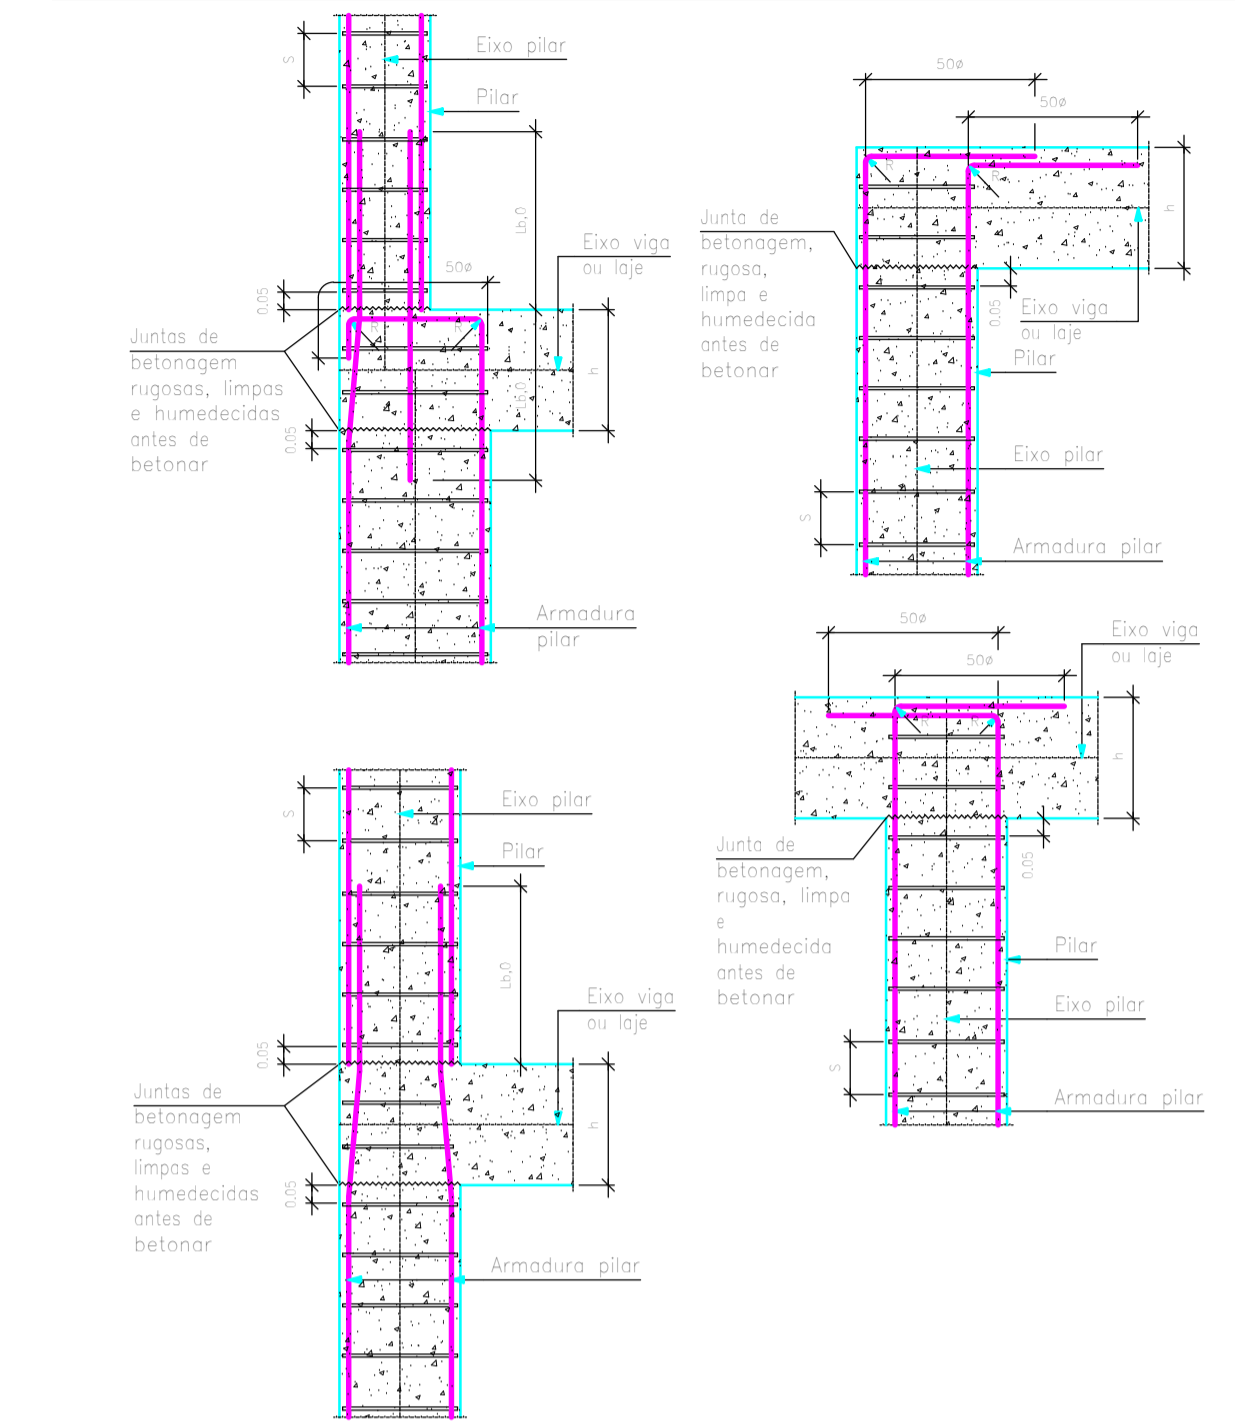 S
Eixo pilar
Pilar
Lb,0
Eixo viga
ou laje
50ø
0.05
R
R
Juntas de
betonagem
rugosas, limpas
e humedecidas
antes de
betonar
h
Lb,0
0.05
Armadura
pilar
50ø
50ø
R
R
h
Junta de
betonagem,
rugosa,
limpa e
humedecida
antes de
betonar
0.05
Eixo viga
ou laje
Pilar
Eixo pilar
S
Armadura pilar
S
Eixo pilar
Pilar
Lb,0
Eixo viga
ou laje
0.05
Juntas de
betonagem
rugosas,
limpas e
humedecidas
antes de
betonar
h
0.05
Armadura pilar
50ø
50ø
Eixo viga
ou laje
R
R
h
Junta de
betonagem,
rugosa, limpa
e
humedecida
antes de
betonar
0.05
Pilar
Eixo pilar
S
Armadura pilar